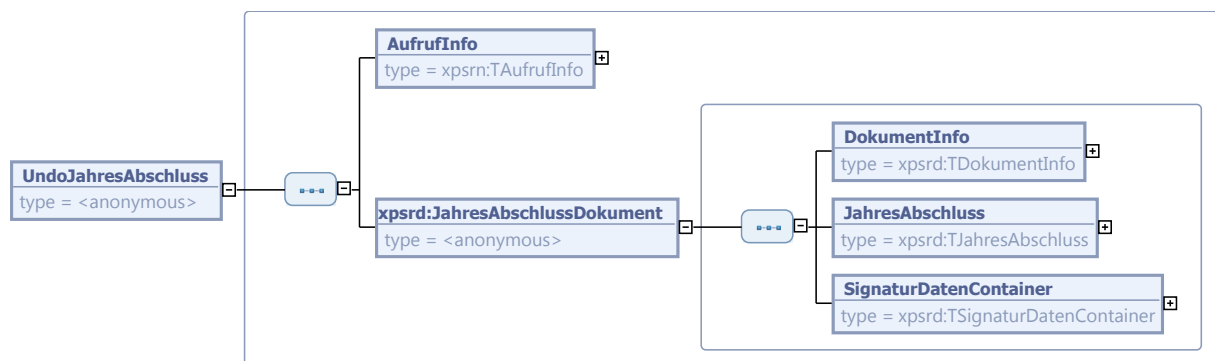 AufrufInfo
type = xpsrn:TAufrufInfo
UndoJahresAbschluss
type = <anonymous>
xpsrd:JahresAbschlussDokument
type = <anonymous>
DokumentInfo
type = xpsrd:TDokumentInfo
JahresAbschluss
type = xpsrd:TJahresAbschluss
SignaturDatenContainer
type = xpsrd:TSignaturDatenContainer